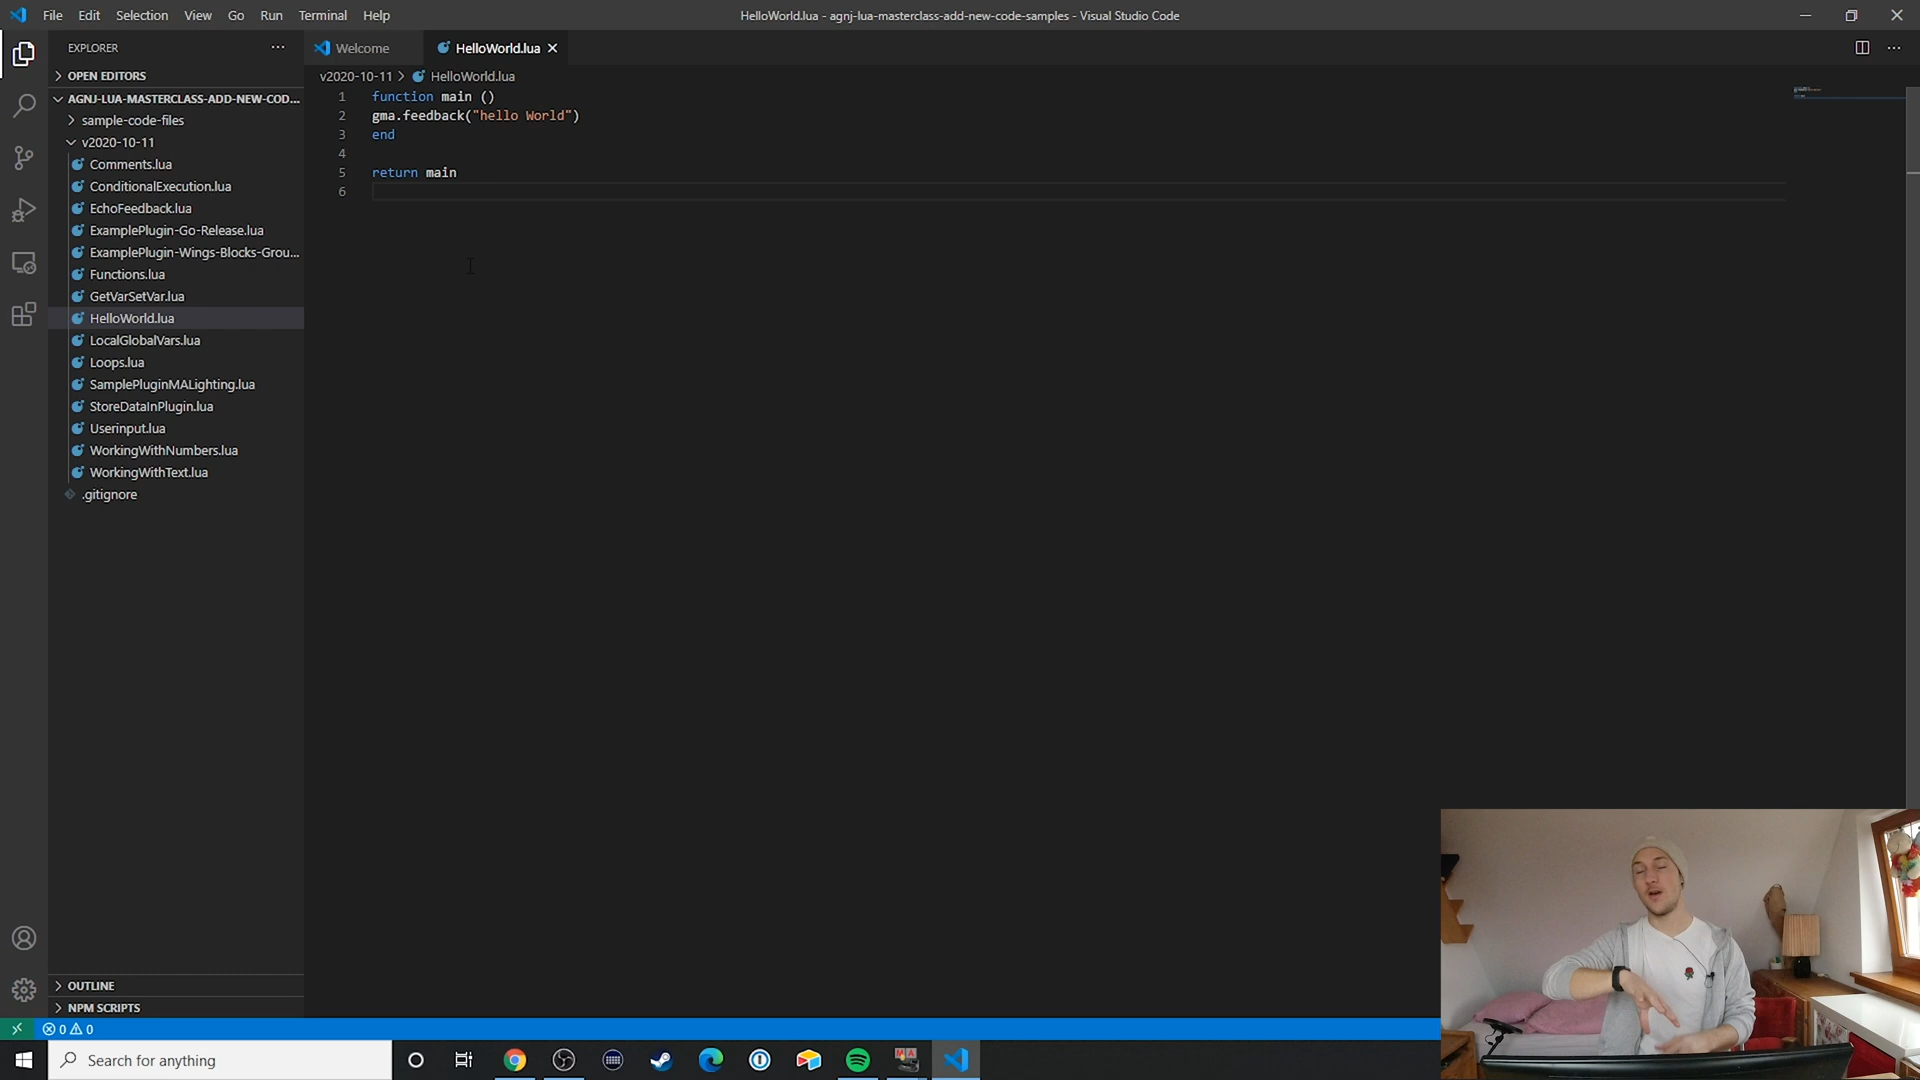 File Edit Selection View Go Run Terminal Help
HelloWorld.lua - agnj-lua-masterclass-add-new-code-samples - Visual Studio Code
EXPLORER
OPEN EDITORS
AGNJ-LUA-MASTERCLASS-ADD-NEW-COD...
sample-code-files
v2020-10-11
Comments.lua
ConditionalExecution.lua
EchoFeedback.lua
ExamplePlugin-Go-Release.lua
ExamplePlugin-Wings-Blocks-Grou...
Functions.lua
GetVarSetVar.lua
HelloWorld.lua
LocalGlobalVars.lua
Loops.lua
SamplePluginMALighting.lua
StoreDataInPlugin.lua
Userinput.lua
WorkingWithNumbers.lua
WorkingWithText.lua
.gitignore
OUTLINE
NPM SCRIPTS
Welcome
HelloWorld.lua
v2020-10-11 > HelloWorld.lua
1 function main ()
2 gma.feedback("hello World")
3 end
4
5 return main
6
0 0
Search for anything